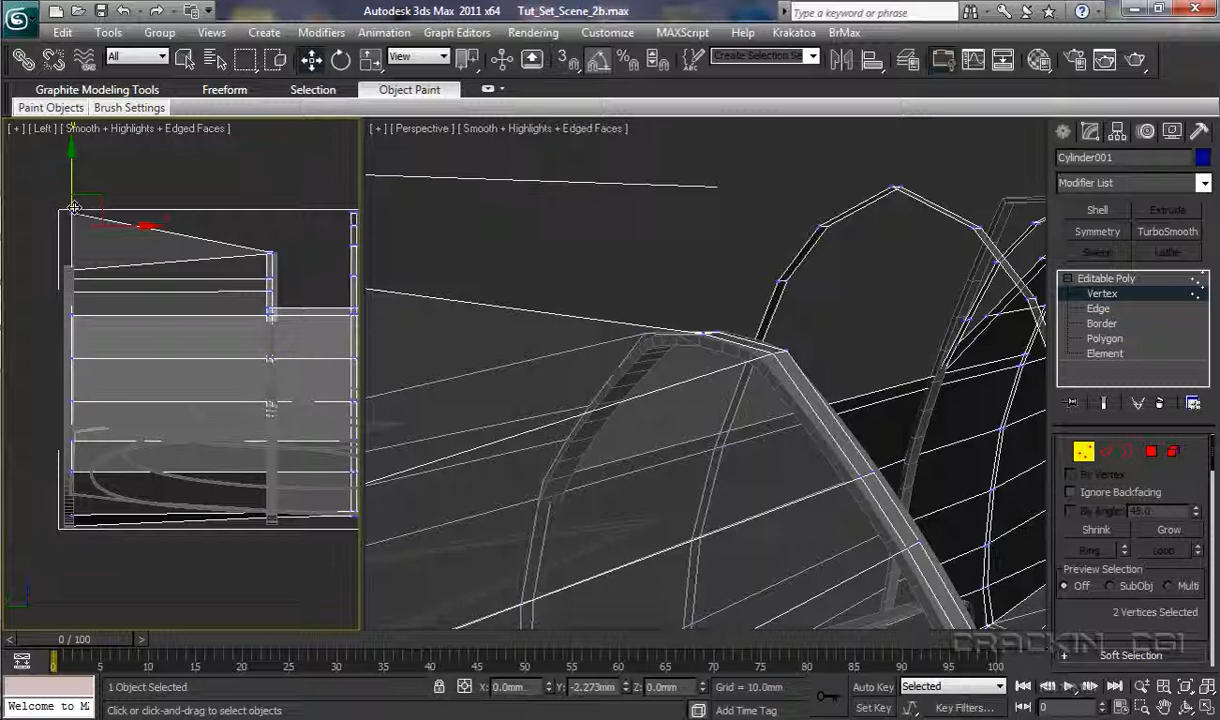 Autodesk 3ds Max 2011 x64 Tut_Set_Scene_2b.max
Type a keyword or phrase
Edit Tools Group Views Create Modifiers Animation Graph Editors Rendering Customize MAXScript Help Krakatoa BrMax
All View Create Selection Se
Graphite Modeling Tools Freeform Selection Object Paint
Paint Objects Brush Settings
[ + ] [ Left ] [ Smooth + Highlights + Edged Faces ]
[ + ] [ Perspective ] [ Smooth + Highlights + Edged Faces ]
Cylinder001
Modifier List
Shell Extrude
Symmetry TurboSmooth
Sweep Lathe
Editable Poly
Vertex
Edge
Border
Polygon
Element
By Vertex
Ignore Backfacing
By Angle: 45.0
Shrink Grow
Ring Loop
Preview Selection
Off SubObj Multi
2 Vertices Selected
CRACKIN CGI
Soft Selection
0 / 100
0 5 10 15 20 25 30 35 40 45 50 55 60 65 70 75 80 85 90 95 100
1 Object Selected X: 0.0mm Y: -2.273mm Z: 0.0mm Grid = 10.0mm Auto Key Selected
Welcome to M Click or click-and-drag to select objects Add Time Tag Set Key Key Filters... 0